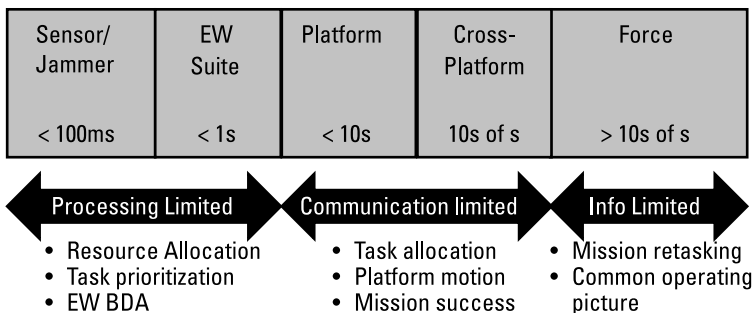 Sensor/
Jammer
< 100ms
EW
Suite
< 1s
Platform
< 10s
Cross-
Platform
10s of s
Force
> 10s of s
Processing Limited
• Resource Allocation
• Task prioritization
• EW BDA
Communication limited
• Task allocation
• Platform motion
• Mission success
Info Limited
• Mission retasking
• Common operating
picture